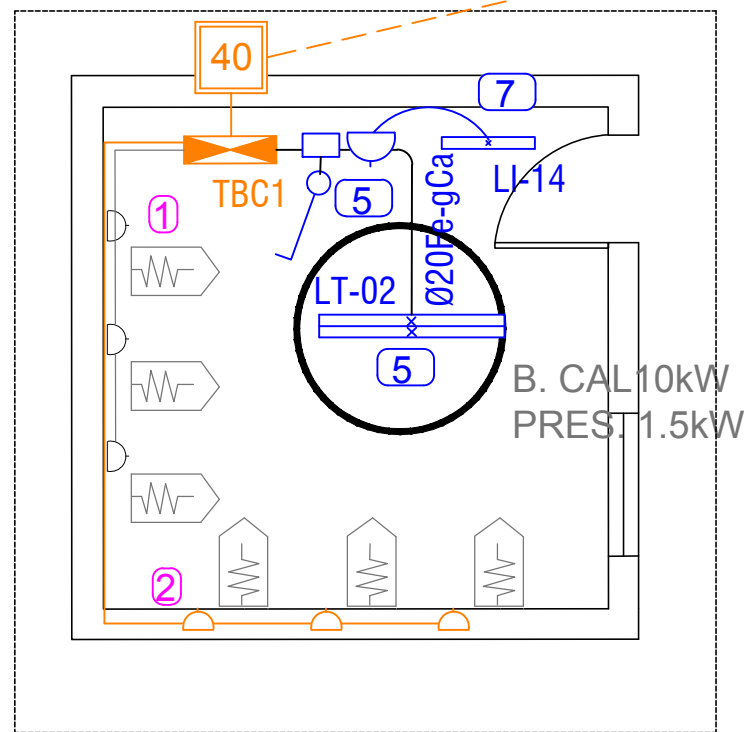 40
7
TBC1
5
LI-14
1
Ø20Fe-gCa
LT-02
5
B. CAL10kW
PRES. 1.5kW
2